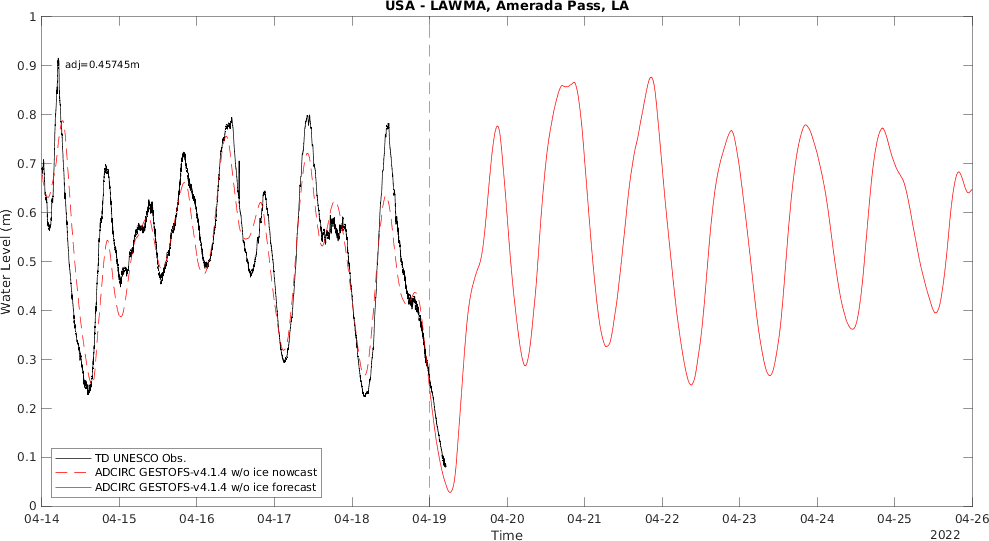 USA - LAWMA, Amerada Pass, LA
1
0.9
0.8
0.7
0.6
0.5
0.4
0.3
0.2
0.1
0
Water Level (m)
adj=0.45745m
TD UNESCO Obs.
ADCIRC GESTOFS-v4.1.4 w/o ice nowcast
ADCIRC GESTOFS-v4.1.4 w/o ice forecast
04-14 04-15 04-16 04-17 04-18 04-19 04-20 04-21 04-22 04-23 04-24 04-25 04-26
Time
2022